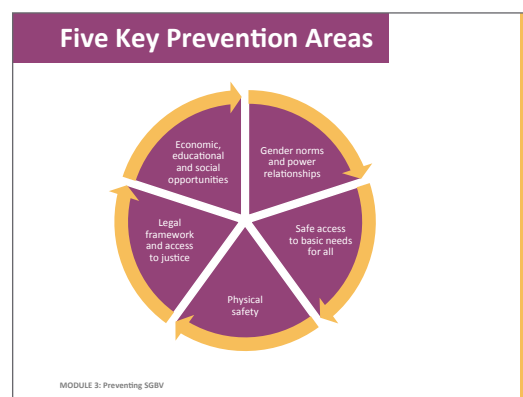 Five Key Prevention Areas
Economic,
educational
and social
opportunities
Gender norms
and power
relationships
Legal
framework
and access
to justice
Safe access
to basic needs
for all
Physical
safety
MODULE 3: Preventing SGBV